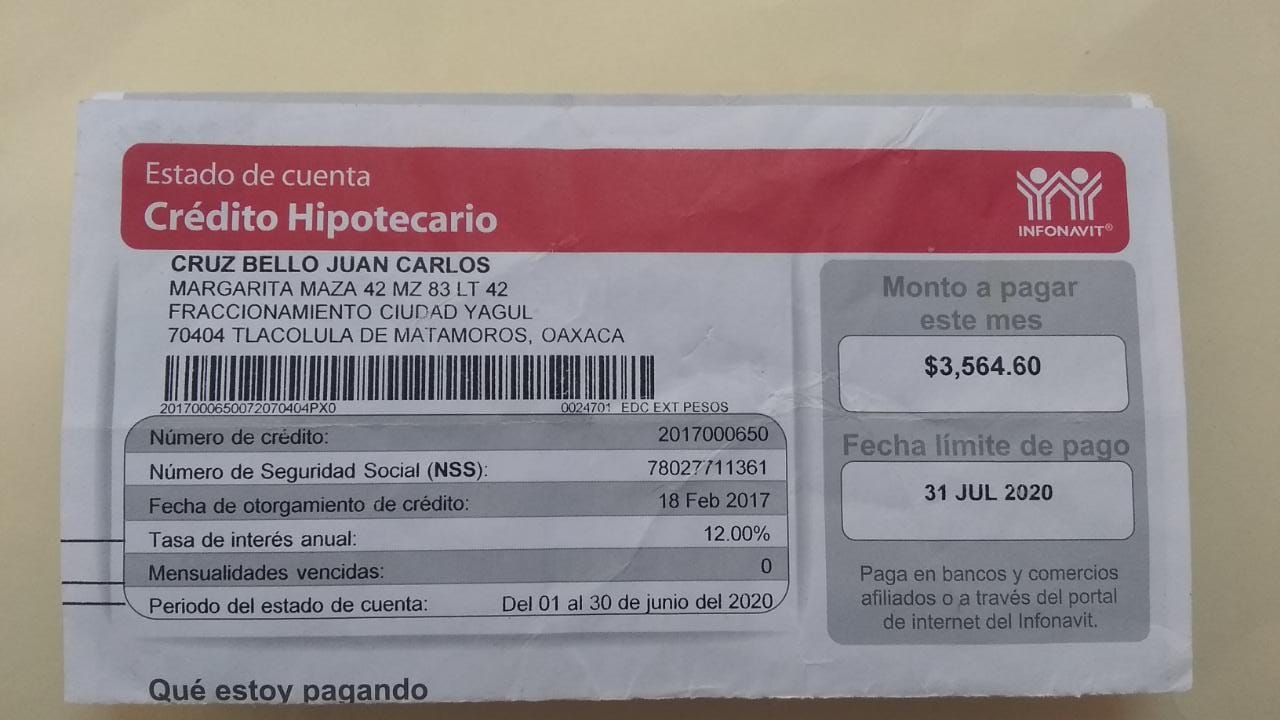 Estado de cuenta
Crédito Hipotecario
INFONAVIT®
CRUZ BELLO JUAN CARLOS
MARGARITA MAZA 42 MZ 83 LT 42
FRACCIONAMIENTO CIUDAD YAGUL
70404 TLACOLULA DE MATAMOROS, OAXACA
2017000650072070404PX0 0024701 EDC EXT PESOS
Número de crédito: 2017000650
Número de Seguridad Social (NSS): 78027711361
Fecha de otorgamiento de crédito: 18 Feb 2017
Tasa de interés anual: 12.00%
Mensualidades vencidas: 0
Periodo del estado de cuenta: Del 01 al 30 de junio del 2020
Monto a pagar
este mes
$3,564.60
Fecha límite de pago
31 JUL 2020
Paga en bancos y comercios
afiliados o a través del portal
de internet del Infonavit.
Qué estoy pagando